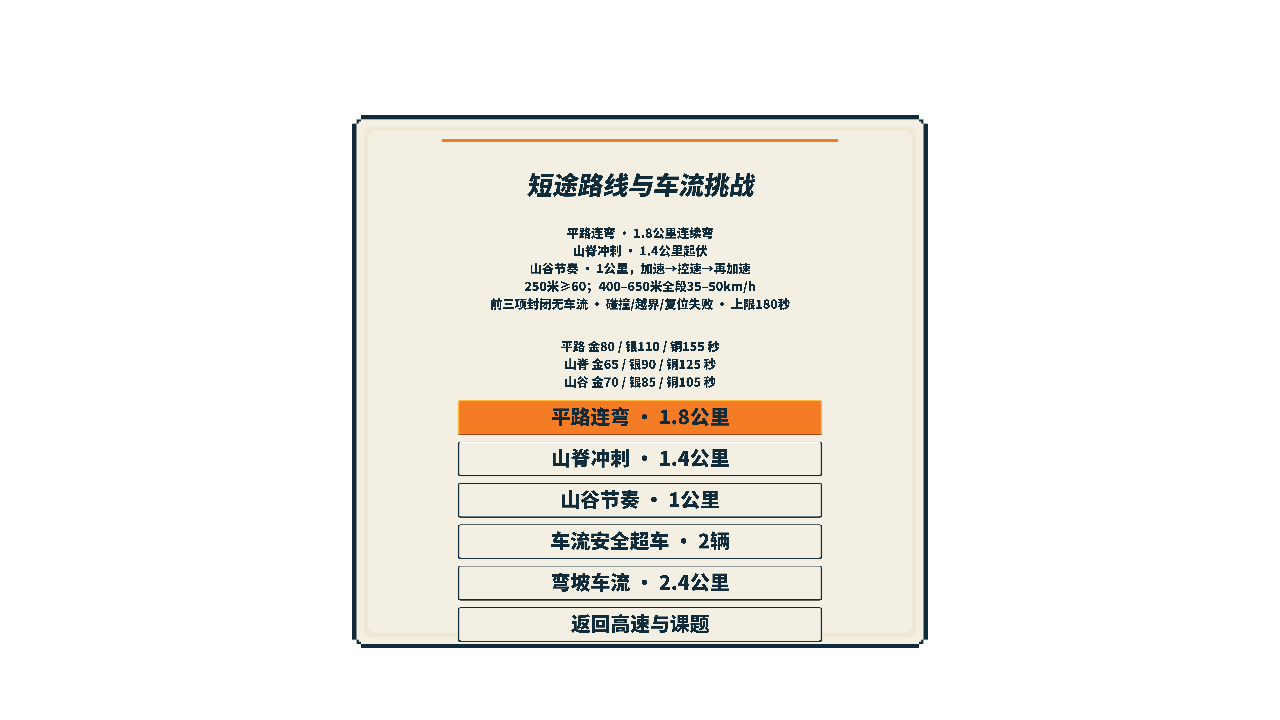 短途路线与车流挑战
平路连弯 · 1.8公里连续弯
山脊冲刺 · 1.4公里起伏
山谷节奏 · 1公里，加速→控速→再加速
250米≥60；400–650米全段35–50km/h
前三项封闭无车流 · 碰撞/越界/复位失败 · 上限180秒
平路 金80 / 银110 / 铜155 秒
山脊 金65 / 银90 / 铜125 秒
山谷 金70 / 银85 / 铜105 秒
平路连弯 · 1.8公里
山脊冲刺 · 1.4公里
山谷节奏 · 1公里
车流安全超车 · 2辆
弯坡车流 · 2.4公里
返回高速与课题